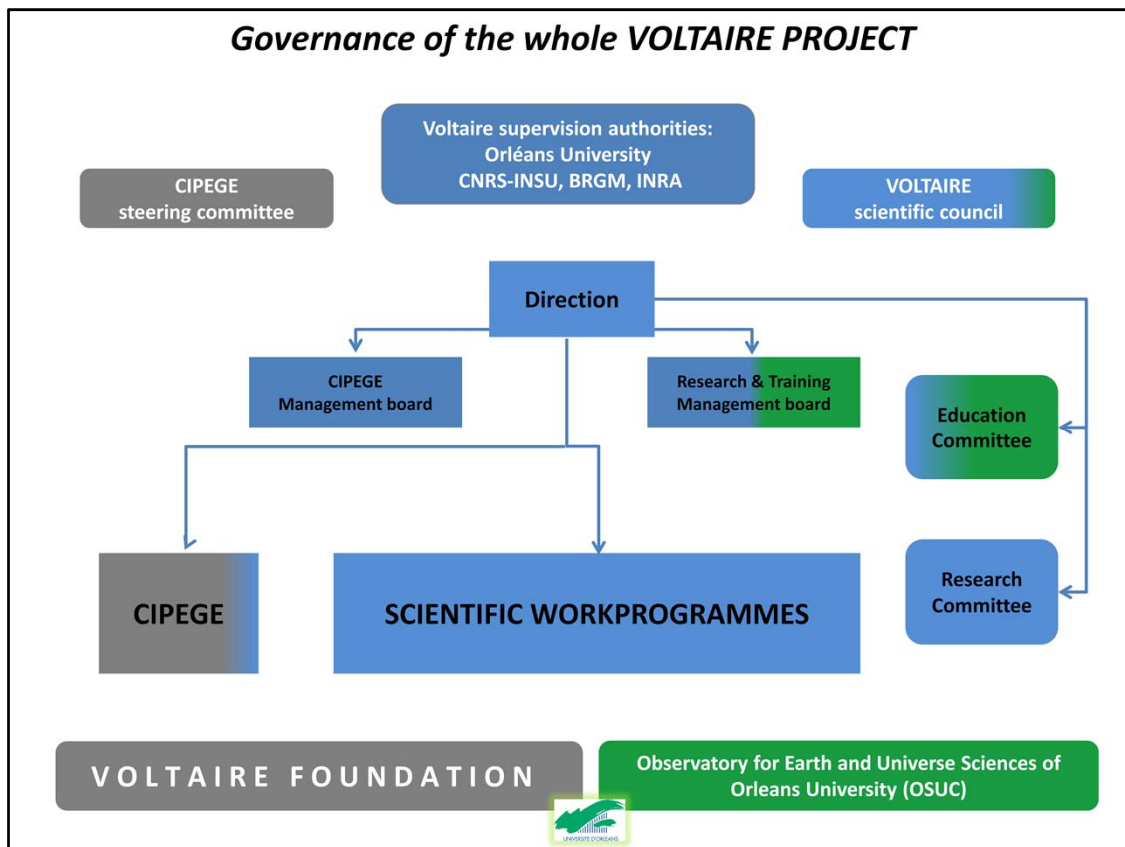 Governance of the whole VOLTAIRE PROJECT
Voltaire supervision authorities:
Orléans University
CNRS-INSU, BRGM, INRA
CIPEGE
steering committee
VOLTAIRE
scientific council
Direction
CIPEGE
Management board
Research & Training
Management board
Education
Committee
CIPEGE
SCIENTIFIC WORKPROGRAMMES
Research
Committee
VOLTAIRE FOUNDATION
Observatory for Earth and Universe Sciences of
Orleans University (OSUC)
UNIVERSITE D'ORLEANS